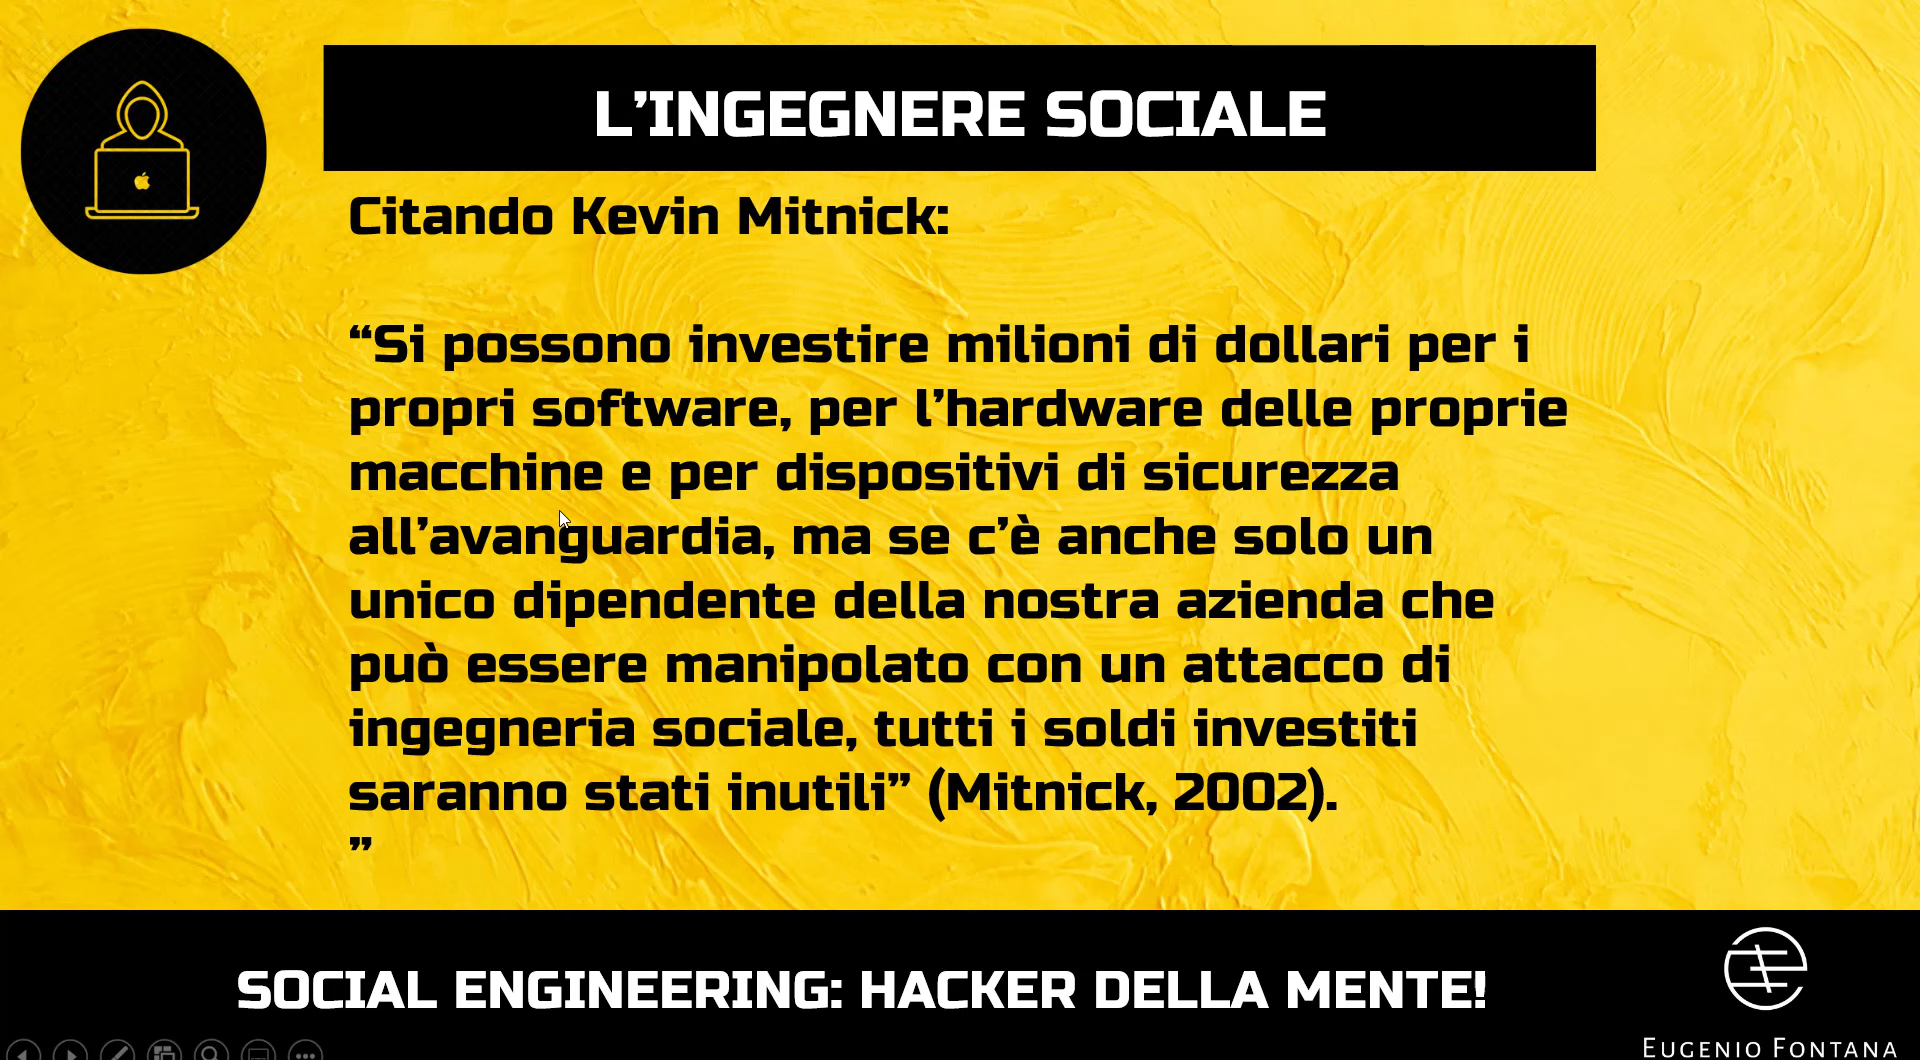 L’INGEGNERE SOCIALE
Citando Kevin Mitnick:
“Si possono investire milioni di dollari per i
propri software, per l’hardware delle proprie
macchine e per dispositivi di sicurezza
all’avanguardia, ma se c’è anche solo un
unico dipendente della nostra azienda che
può essere manipolato con un attacco di
ingegneria sociale, tutti i soldi investiti
saranno stati inutili” (Mitnick, 2002).
”
SOCIAL ENGINEERING: HACKER DELLA MENTE!
EUGENIO FONTANA